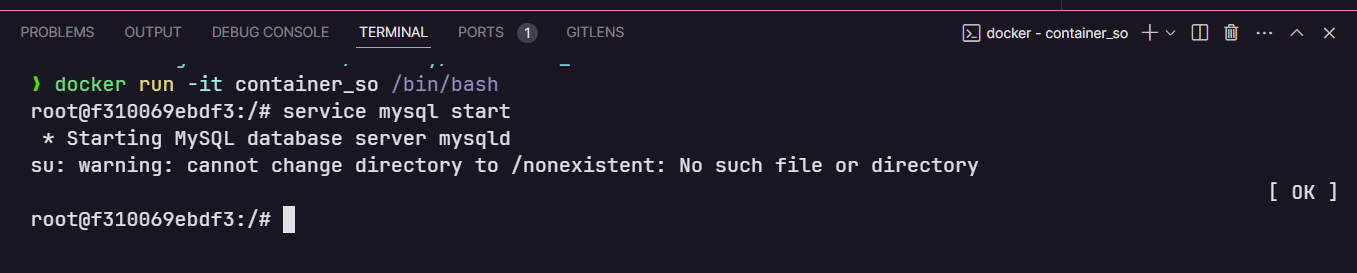 PROBLEMS OUTPUT DEBUG CONSOLE TERMINAL PORTS 1 GITLENS docker - container_so
❯ docker run -it container_so /bin/bash
root@f310069ebdf3:/# service mysql start
 * Starting MySQL database server mysqld
su: warning: cannot change directory to /nonexistent: No such file or directory
[ OK ]
root@f310069ebdf3:/#